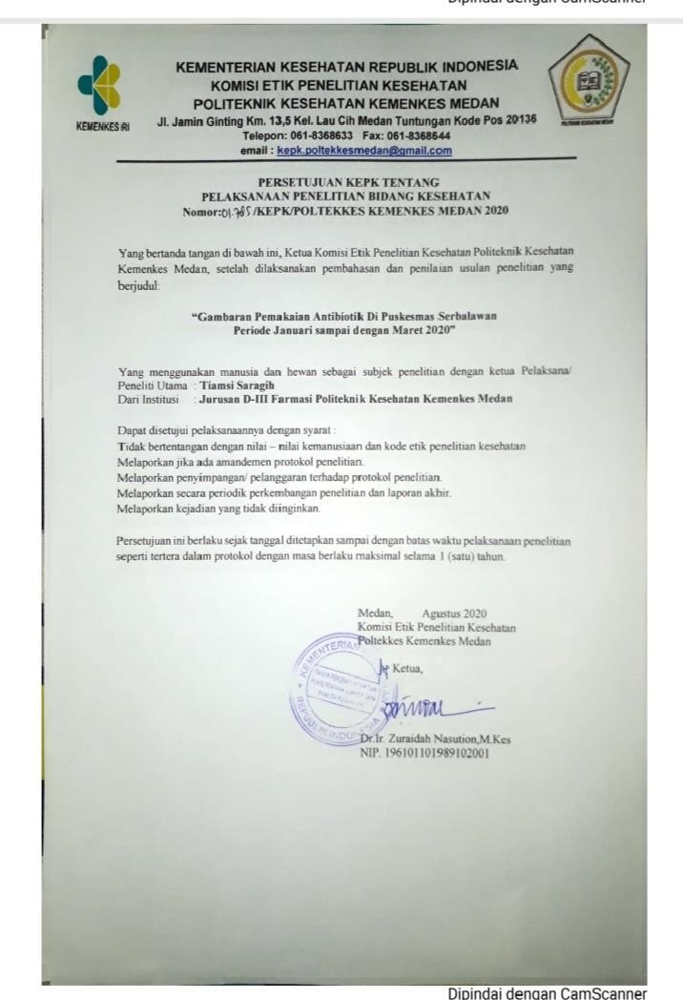 Dipindai dengan CamScanner
KEMENTERIAN KESEHATAN REPUBLIK INDONESIA
KOMISI ETIK PENELITIAN KESEHATAN
POLITEKNIK KESEHATAN KEMENKES MEDAN
KEMENKES RI
Jl. Jamin Ginting Km. 13,5 Kel. Lau Cih Medan Tuntungan Kode Pos 20136
Telepon: 061-8368633 Fax: 061-8368644
email : kepk.poltekkesmedan@gmail.com
PERSETUJUAN KEPK TENTANG
PELAKSANAAN PENELITIAN BIDANG KESEHATAN
Nomor:01.785/KEPK/POLTEKKES KEMENKES MEDAN 2020
Yang bertanda tangan di bawah ini, Ketua Komisi Etik Penelitian Kesehatan Politeknik Kesehatan
Kemenkes Medan, setelah dilaksanakan pembahasan dan penilaian usulan penelitian yang
berjudul:
“Gambaran Pemakaian Antibiotik Di Puskesmas Serbalawan
Periode Januari sampai dengan Maret 2020”
Yang menggunakan manusia dan hewan sebagai subjek penelitian dengan ketua Pelaksana/
Peneliti Utama : Tiamsi Saragih
Dari Institusi : Jurusan D-III Farmasi Politeknik Kesehatan Kemenkes Medan
Dapat disetujui pelaksanaannya dengan syarat :
Tidak bertentangan dengan nilai – nilai kemanusiaan dan kode etik penelitian kesehatan
Melaporkan jika ada amandemen protokol penelitian.
Melaporkan penyimpangan/ pelanggaran terhadap protokol penelitian.
Melaporkan secara periodik perkembangan penelitian dan laporan akhir.
Melaporkan kejadian yang tidak diinginkan.
Persetujuan ini berlaku sejak tanggal ditetapkan sampai dengan batas waktu pelaksanaan penelitian
seperti tertera dalam protokol dengan masa berlaku maksimal selama 1 (satu) tahun.
Medan, Agustus 2020
Komisi Etik Penelitian Kesehatan
Poltekkes Kemenkes Medan
Ketua,
KEMENTERIAN
REPUBLIK INDONESIA
Dr.Ir. Zuraidah Nasution,M.Kes
NIP. 196101101989102001
Dipindai dengan CamScanner